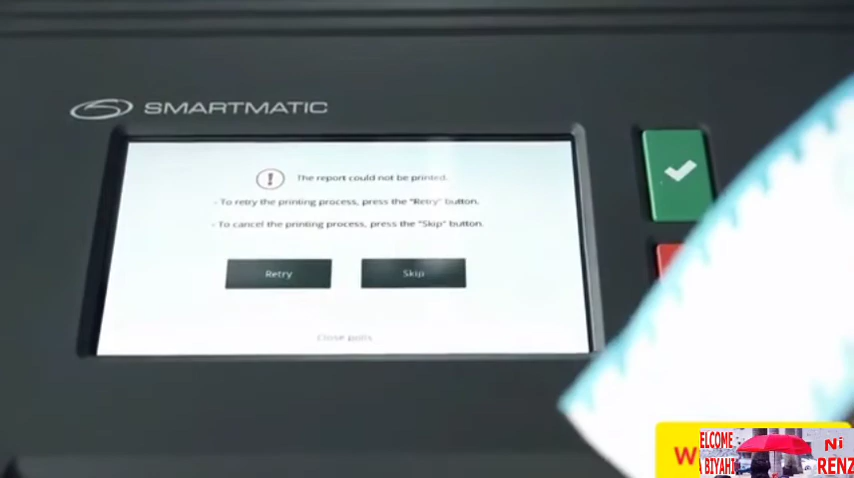 SMARTMATIC
The report could not be printed.
- To retry the printing process, press the "Retry" button.
- To cancel the printing process, press the "Skip" button.
Retry
Skip
Close polls
W
ELCOME
A BIYAHI
Ni
RENZ